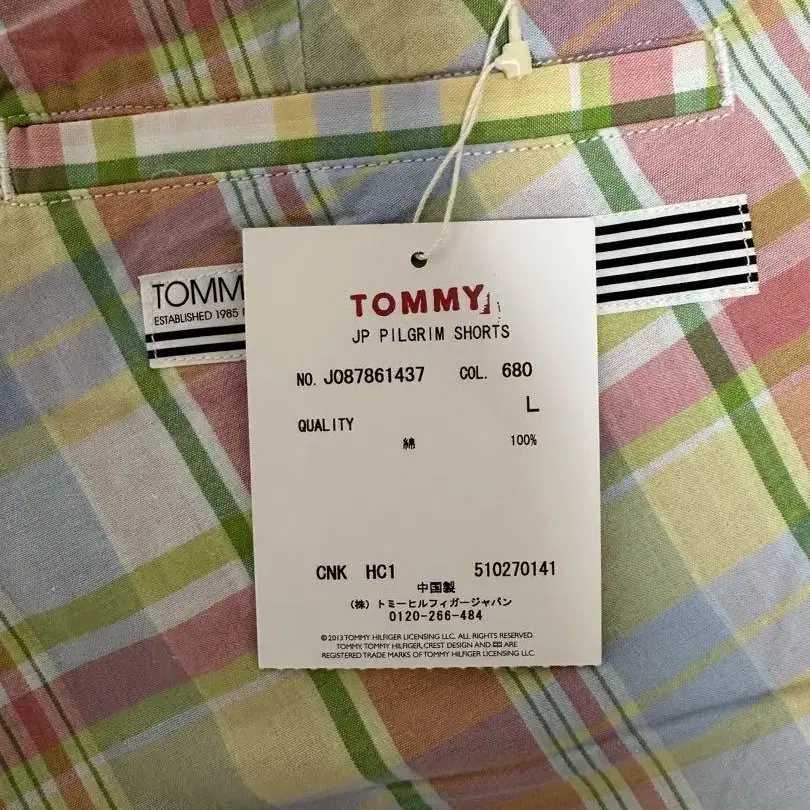 TOMM
ESTABLISHED 1985
TOMMY
JP PILGRIM SHORTS
NO. J087861437 COL. 680
L
QUALITY
綿 100%
CNK HC1 510270141
中国製
(株) トミーヒルフィガージャパン
0120-266-484
©2013 TOMMY HILFIGER LICENSING LLC. ALL RIGHTS RESERVED.
TOMMY, TOMMY HILFIGER, CREST DESIGN AND ARE
REGISTERED TRADE MARKS OF TOMMY HILFIGER LICENSING LLC.